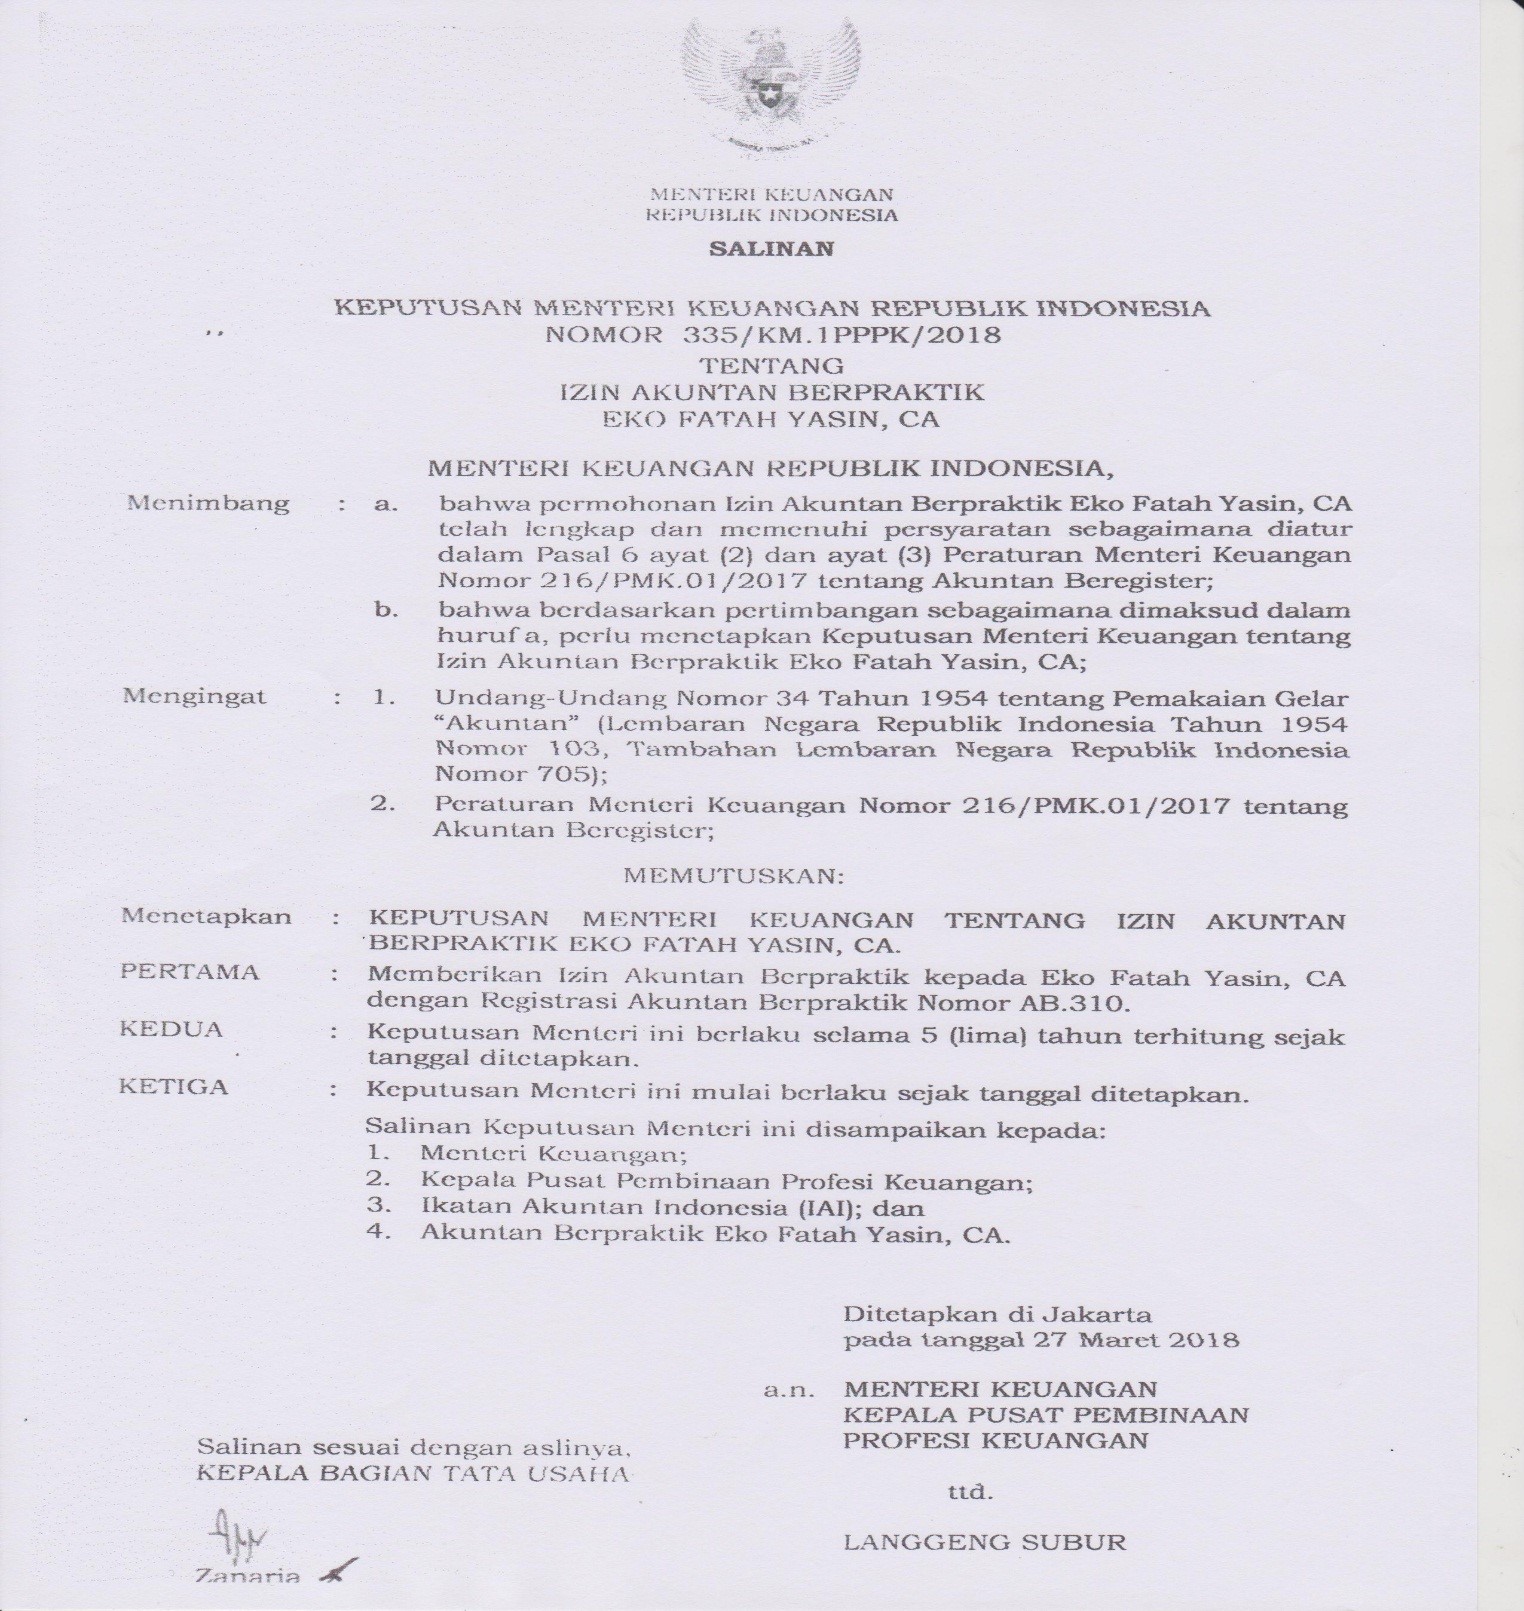 MENTERI KEUANGAN
REPUBLIK INDONESIA
SALINAN
KEPUTUSAN MENTERI KEUANGAN REPUBLIK INDONESIA
NOMOR 335/KM.1PPPK/2018
TENTANG
IZIN AKUNTAN BERPRAKTIK
EKO FATAH YASIN, CA
MENTERI KEUANGAN REPUBLIK INDONESIA,
Menimbang : a. bahwa permohonan Izin Akuntan Berpraktik Eko Fatah Yasin, CA
telah lengkap dan memenuhi persyaratan sebagaimana diatur
dalam Pasal 6 ayat (2) dan ayat (3) Peraturan Menteri Keuangan
Nomor 216/PMK.01/2017 tentang Akuntan Beregister;
b. bahwa berdasarkan pertimbangan sebagaimana dimaksud dalam
huruf a, perlu menetapkan Keputusan Menteri Keuangan tentang
Izin Akuntan Berpraktik Eko Fatah Yasin, CA;
Mengingat : 1. Undang-Undang Nomor 34 Tahun 1954 tentang Pemakaian Gelar
“Akuntan” (Lembaran Negara Republik Indonesia Tahun 1954
Nomor 103, Tambahan Lembaran Negara Republik Indonesia
Nomor 705);
2. Peraturan Menteri Keuangan Nomor 216/PMK.01/2017 tentang
Akuntan Beregister;
MEMUTUSKAN:
Menetapkan : KEPUTUSAN MENTERI KEUANGAN TENTANG IZIN AKUNTAN
BERPRAKTIK EKO FATAH YASIN, CA.
PERTAMA : Memberikan Izin Akuntan Berpraktik kepada Eko Fatah Yasin, CA
dengan Registrasi Akuntan Berpraktik Nomor AB.310.
KEDUA : Keputusan Menteri ini berlaku selama 5 (lima) tahun terhitung sejak
tanggal ditetapkan.
KETIGA : Keputusan Menteri ini mulai berlaku sejak tanggal ditetapkan.
Salinan Keputusan Menteri ini disampaikan kepada:
1. Menteri Keuangan;
2. Kepala Pusat Pembinaan Profesi Keuangan;
3. Ikatan Akuntan Indonesia (IAI); dan
4. Akuntan Berpraktik Eko Fatah Yasin, CA.
Ditetapkan di Jakarta
pada tanggal 27 Maret 2018
a.n. MENTERI KEUANGAN
KEPALA PUSAT PEMBINAAN
PROFESI KEUANGAN
ttd.
LANGGENG SUBUR
Salinan sesuai dengan aslinya,
KEPALA BAGIAN TATA USAHA
Zanaria